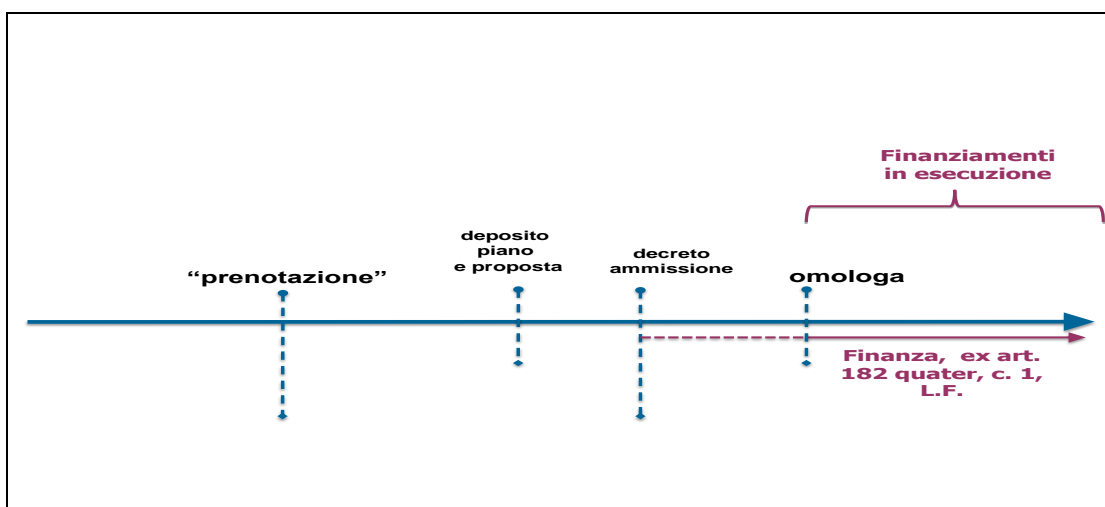 Finanziamenti
in esecuzione
deposito
piano
e proposta
decreto
ammissione
“prenotazione”
omologa
Finanza, ex art.
182 quater, c. 1,
L.F.